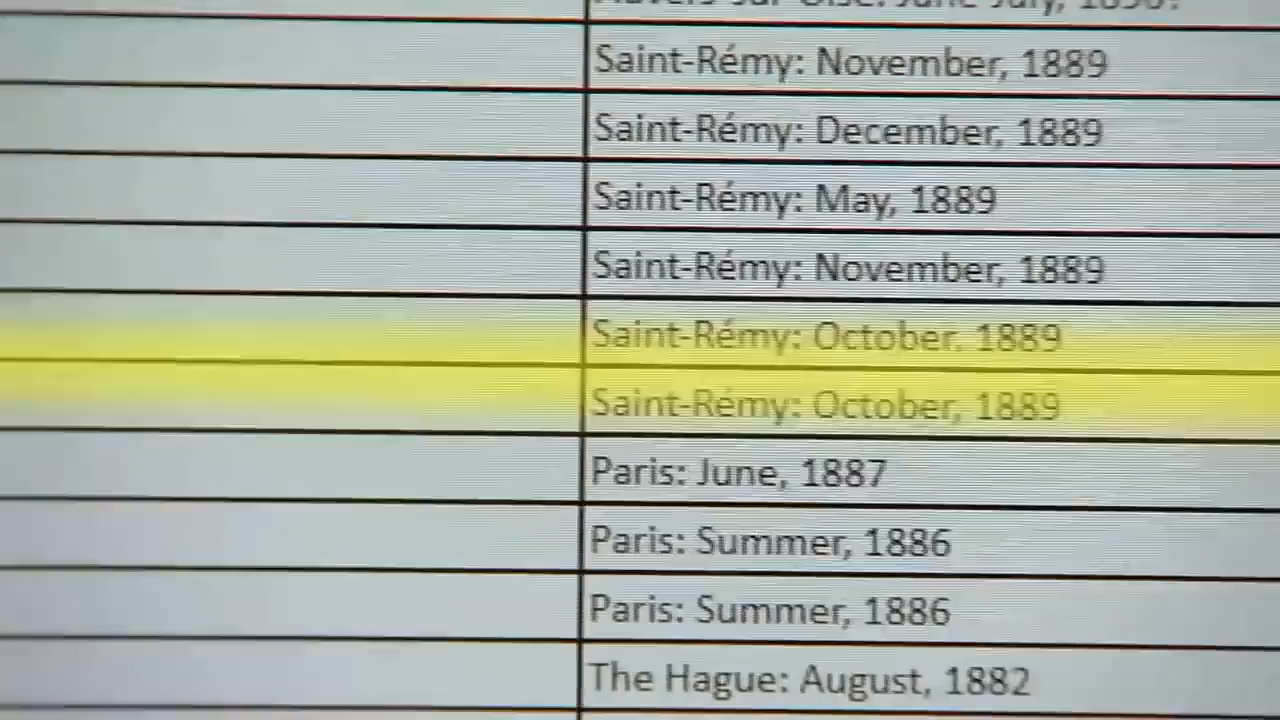 Saint-Rémy: November, 1889
Saint-Rémy: December, 1889
Saint-Rémy: May, 1889
Saint-Rémy: November, 1889
Saint-Rémy: October, 1889
Saint-Rémy: October, 1889
Paris: June, 1887
Paris: Summer, 1886
Paris: Summer, 1886
The Hague: August, 1882